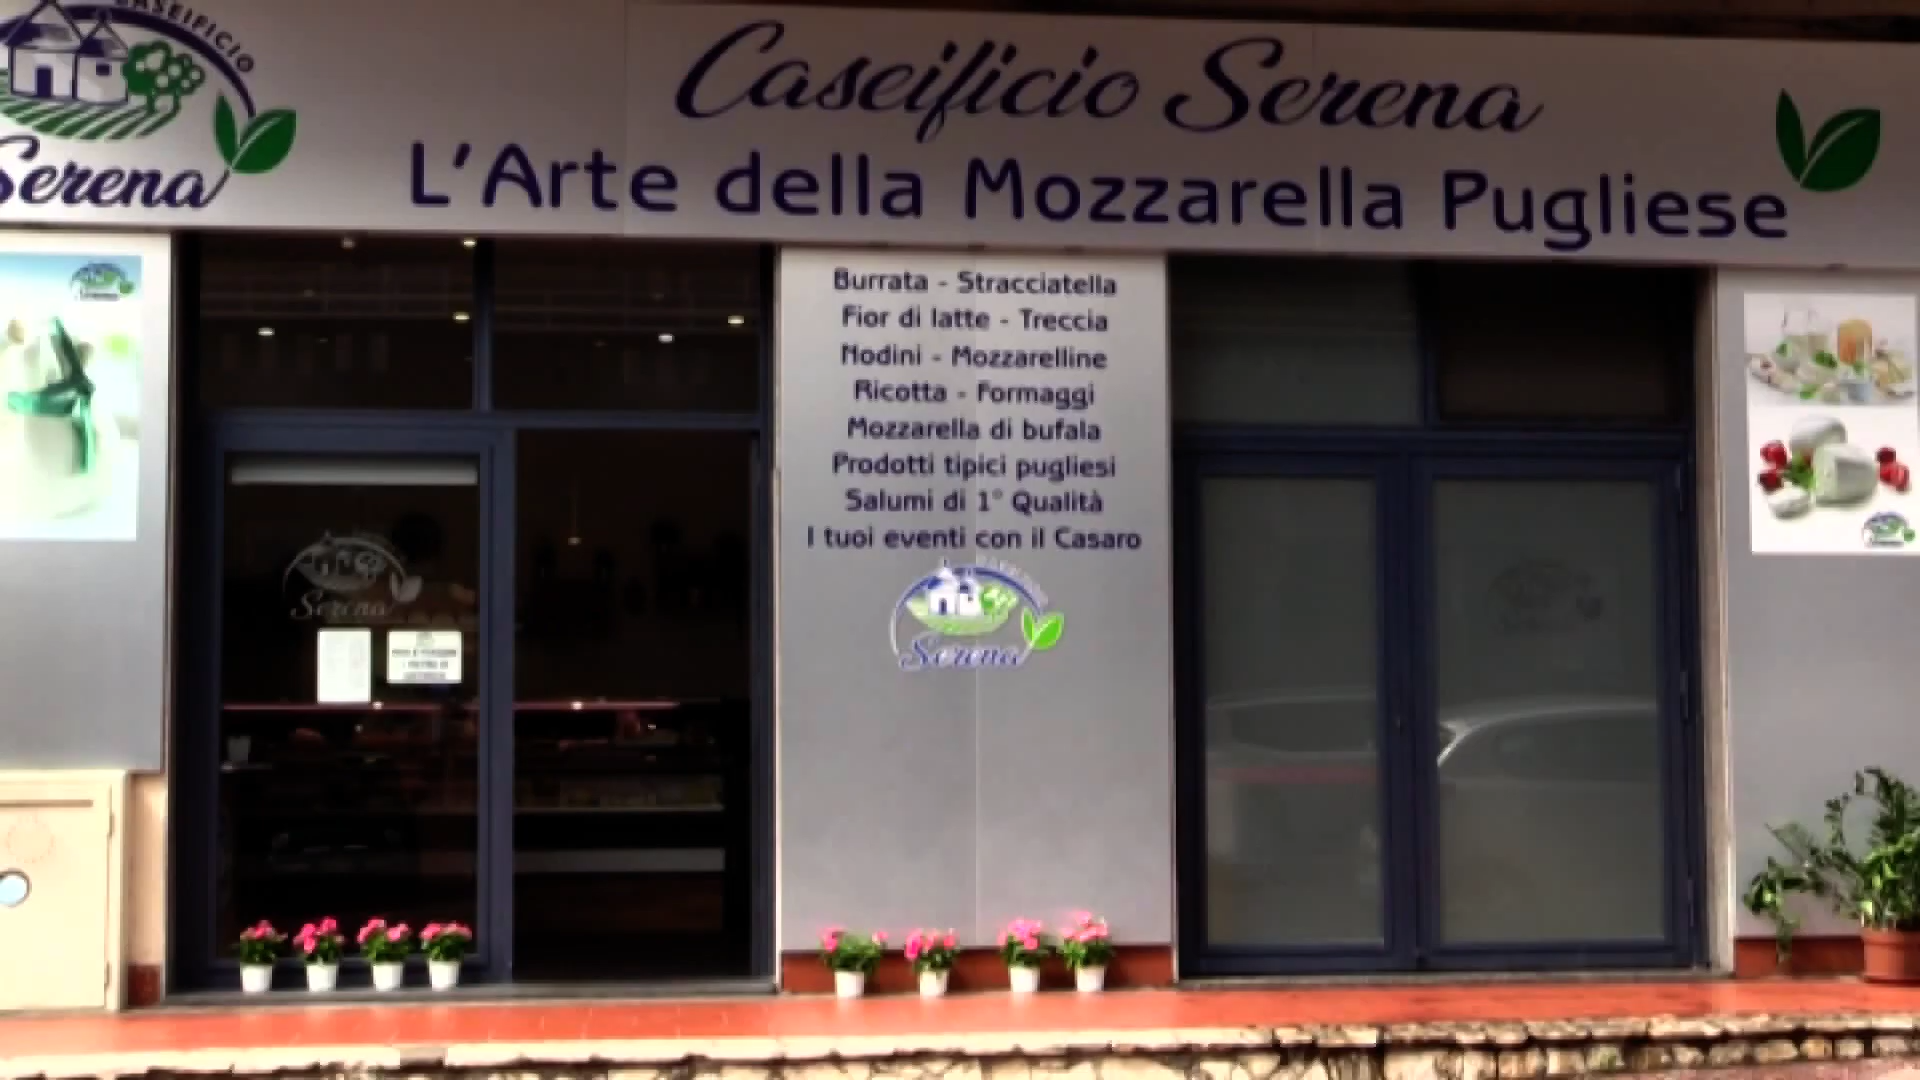 CASEIFICIO
Serena
Caseificio Serena
L'Arte della Mozzarella Pugliese
Burrata - Stracciatella
Fior di latte - Treccia
Nodini - Mozzarelline
Ricotta - Formaggi
Mozzarella di bufala
Prodotti tipici pugliesi
Salumi di 1° Qualità
I tuoi eventi con il Casaro
Serena
Serena